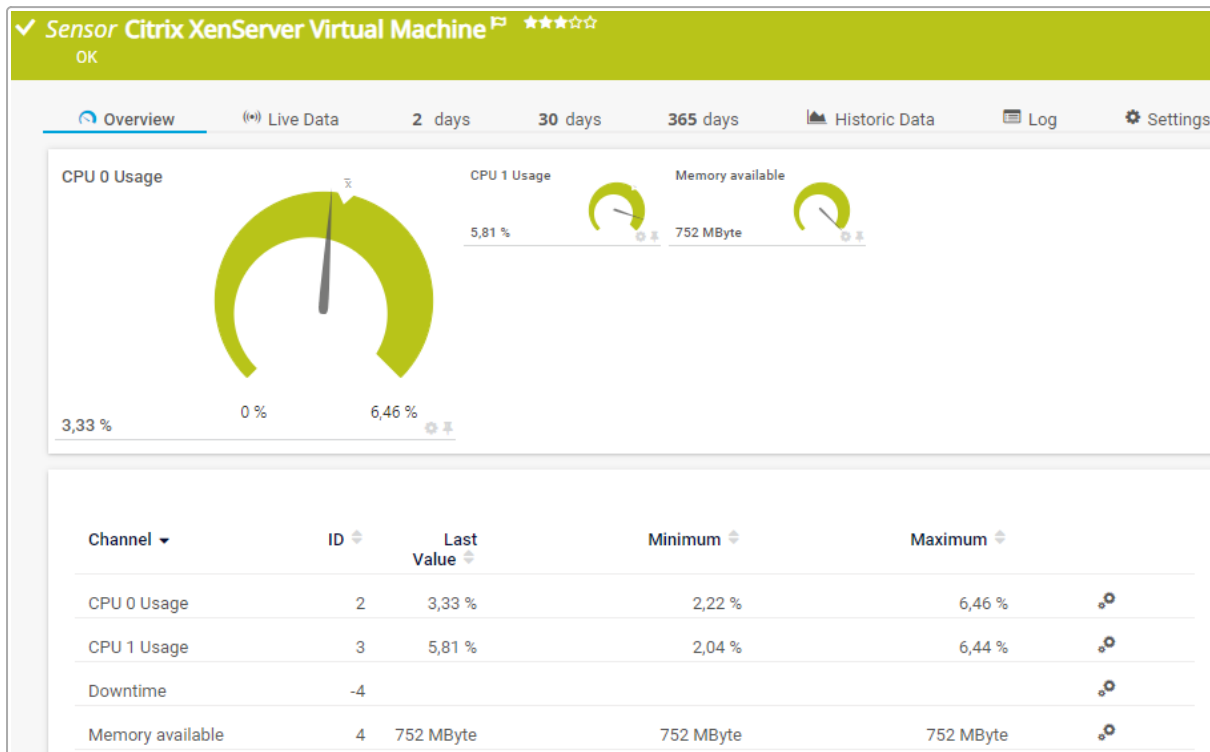 Sensor Citrix XenServer Virtual Machine
OK
Overview Live Data 2 days 30 days 365 days Historic Data Log Settings
CPU 0 Usage
x̅
3,33 %
0 %
6,46 %
CPU 1 Usage
5,81 %
Memory available
752 MByte
Channel ID Last Value Minimum Maximum
CPU 0 Usage 2 3,33 % 2,22 % 6,46 %
CPU 1 Usage 3 5,81 % 2,04 % 6,44 %
Downtime -4
Memory available 4 752 MByte 752 MByte 752 MByte